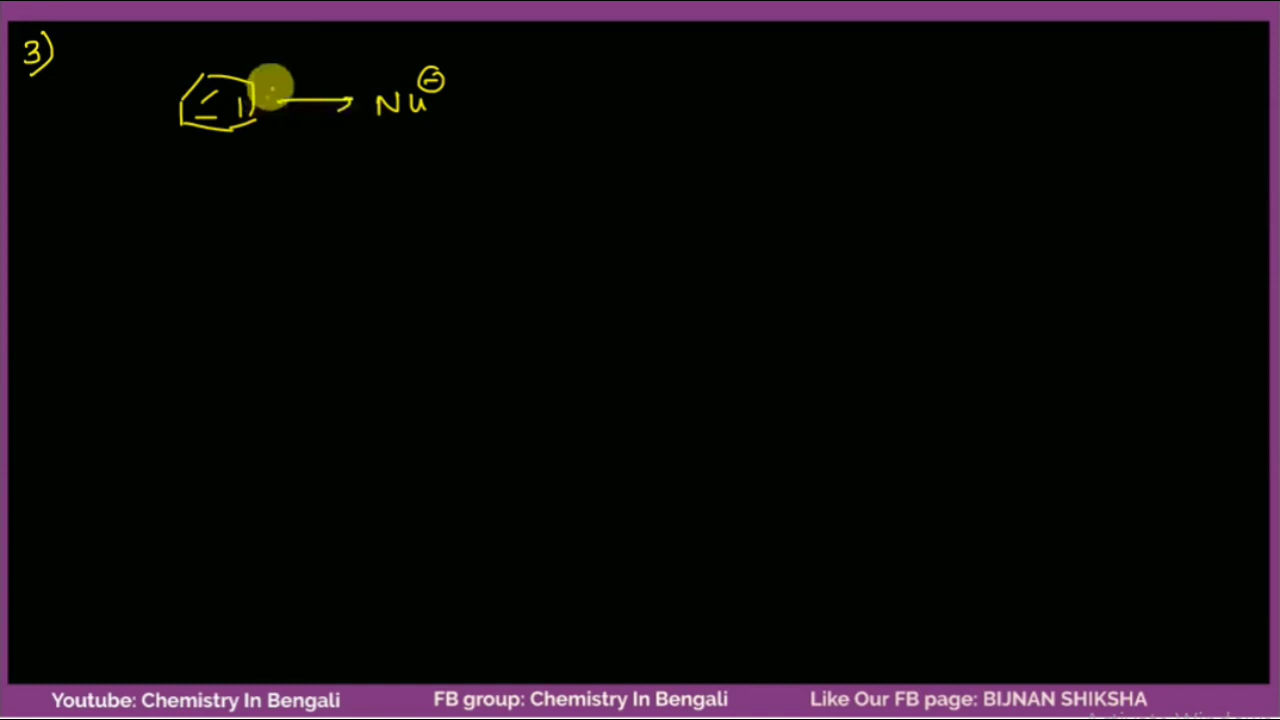 3)
Nu⊖
Youtube: Chemistry In Bengali
FB group: Chemistry In Bengali
Like Our FB page: BIJNAN SHIKSHA